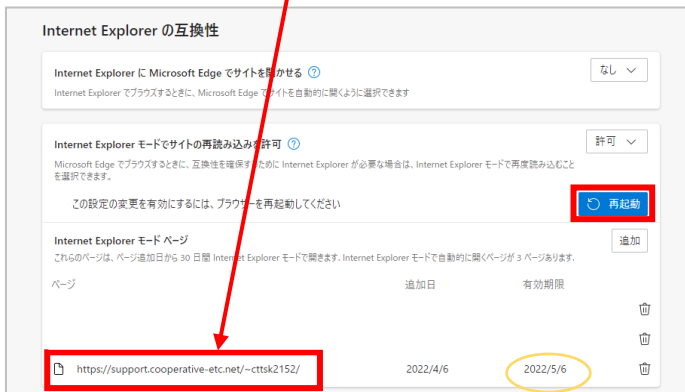 Internet Explorer の互換性
Internet Explorer に Microsoft Edge でサイトを開かせる
なし
Internet Explorer でブラウズするときに、Microsoft Edge でサイトを自動的に開くように選択できます
Internet Explorer モードでサイトの再読み込みを許可
許可
Microsoft Edge でブラウズするときに、互換性を確保するために Internet Explorer が必要な場合は、Internet Explorer モードで再度読み込むこと
を選択できます。
この設定の変更を有効にするには、ブラウザーを再起動してください
再起動
Internet Explorer モード ページ
追加
これらのページは、ページ追加日から 30 日間 Internet Explorer モードで開きます. Internet Explorer モードで自動的に開くページが 3 ページあります.
ページ 追加日 有効期限
https://support.cooperative-etc.net/~cttsk2152/ 2022/4/6 2022/5/6